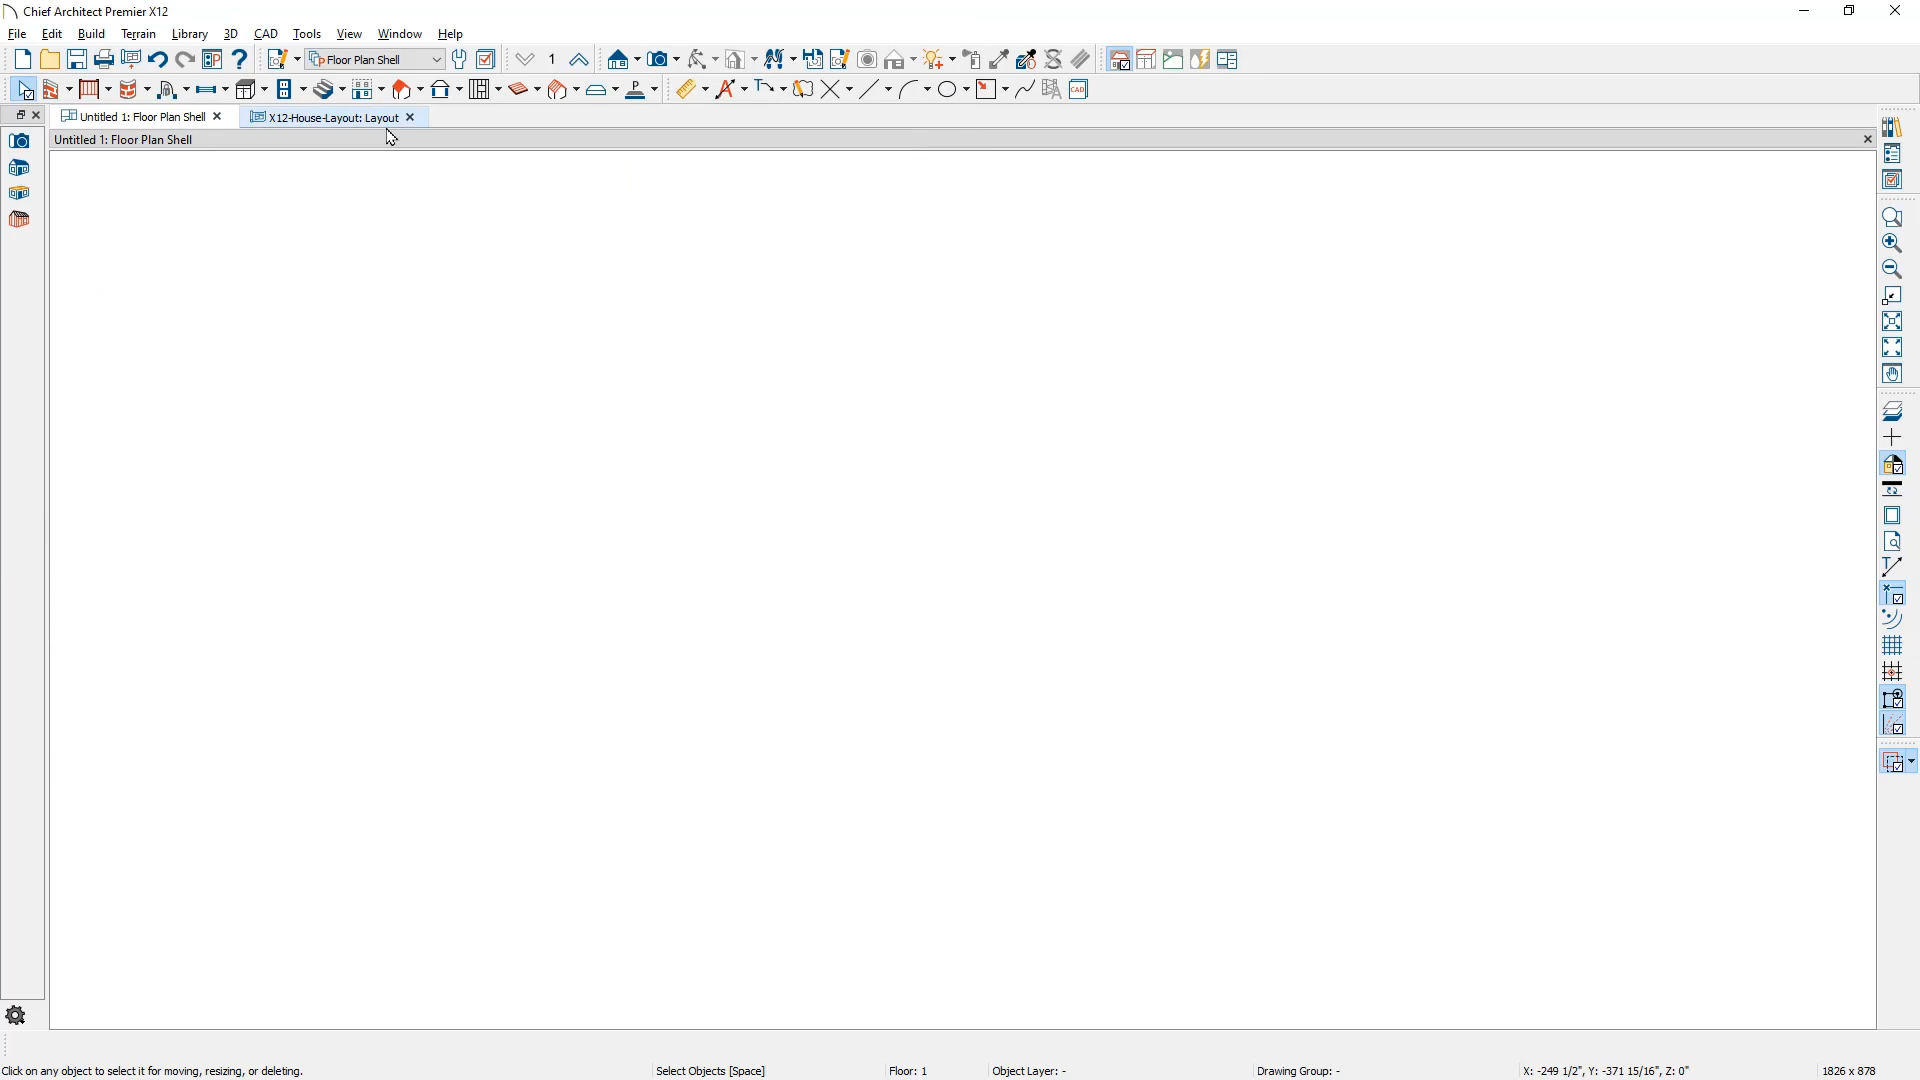 Chief Architect Premier X12
File Edit Build Terrain Library 3D CAD Tools View Window Help
Floor Plan Shell 1
P T CAD
Untitled 1: Floor Plan Shell X12-House-Layout: Layout
Untitled 1: Floor Plan Shell
T
Click on any object to select it for moving, resizing, or deleting. Select Objects [Space] Floor: 1 Object Layer: - Drawing Group: - X: -249 1/2", Y: -371 15/16", Z: 0" 1826 x 878